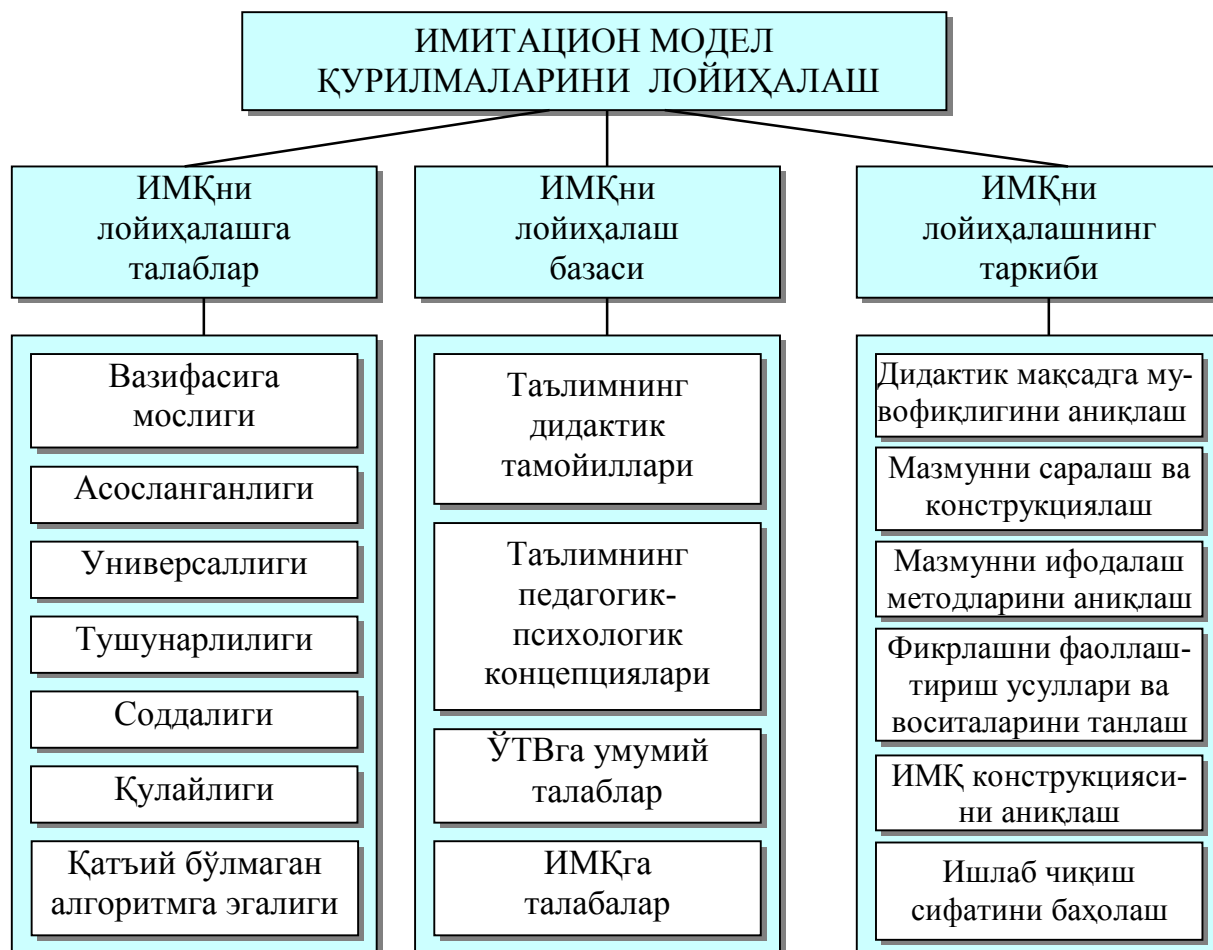 ИМИТАЦИОН МОДЕЛ
ҚУРИЛМАЛАРИНИ ЛОЙИҲАЛАШ
ИМҚни
лойиҳалашга
талаблар
Вазифасига
мослиги
Асосланганлиги
Универсаллиги
Тушунарлилиги
Соддалиги
Қулайлиги
Қатъий бўлмаган
алгоритмга эгалиги
ИМҚни
лойиҳалаш
базаси
Таълимнинг
дидактик
тамойиллари
Таълимнинг
педагогик-
психологик
концепциялари
ЎТВга умумий
талаблар
ИМҚга
талабалар
ИМҚни
лойиҳалашнинг
таркиби
Дидактик мақсадга му-
вофиқлигини аниқлаш
Мазмунни саралаш ва
конструкциялаш
Мазмунни ифодалаш
методларини аниқлаш
Фикрлашни фаоллаш-
тириш усуллари ва
воситаларини танлаш
ИМҚ конструкцияси-
ни аниқлаш
Ишлаб чиқиш
сифатини баҳолаш